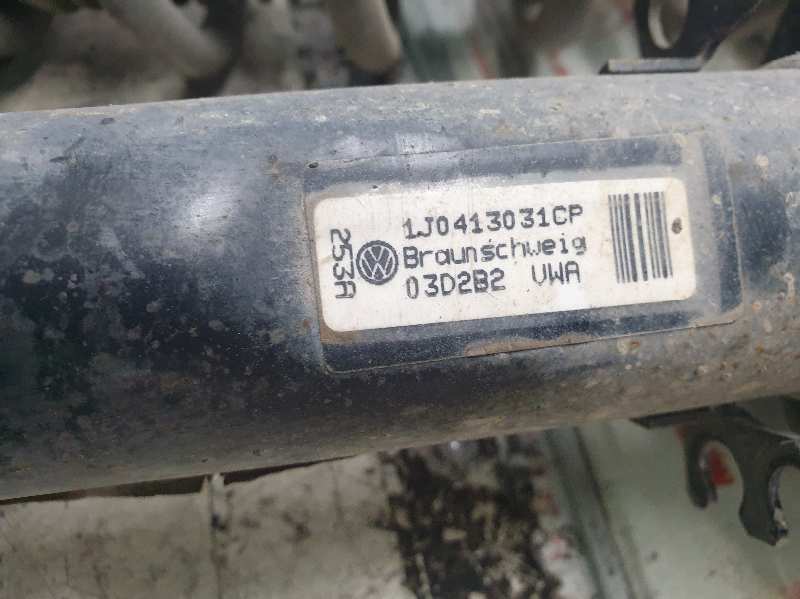 253A
1J0413031CP
Braunschweig
03D2B2 VWA